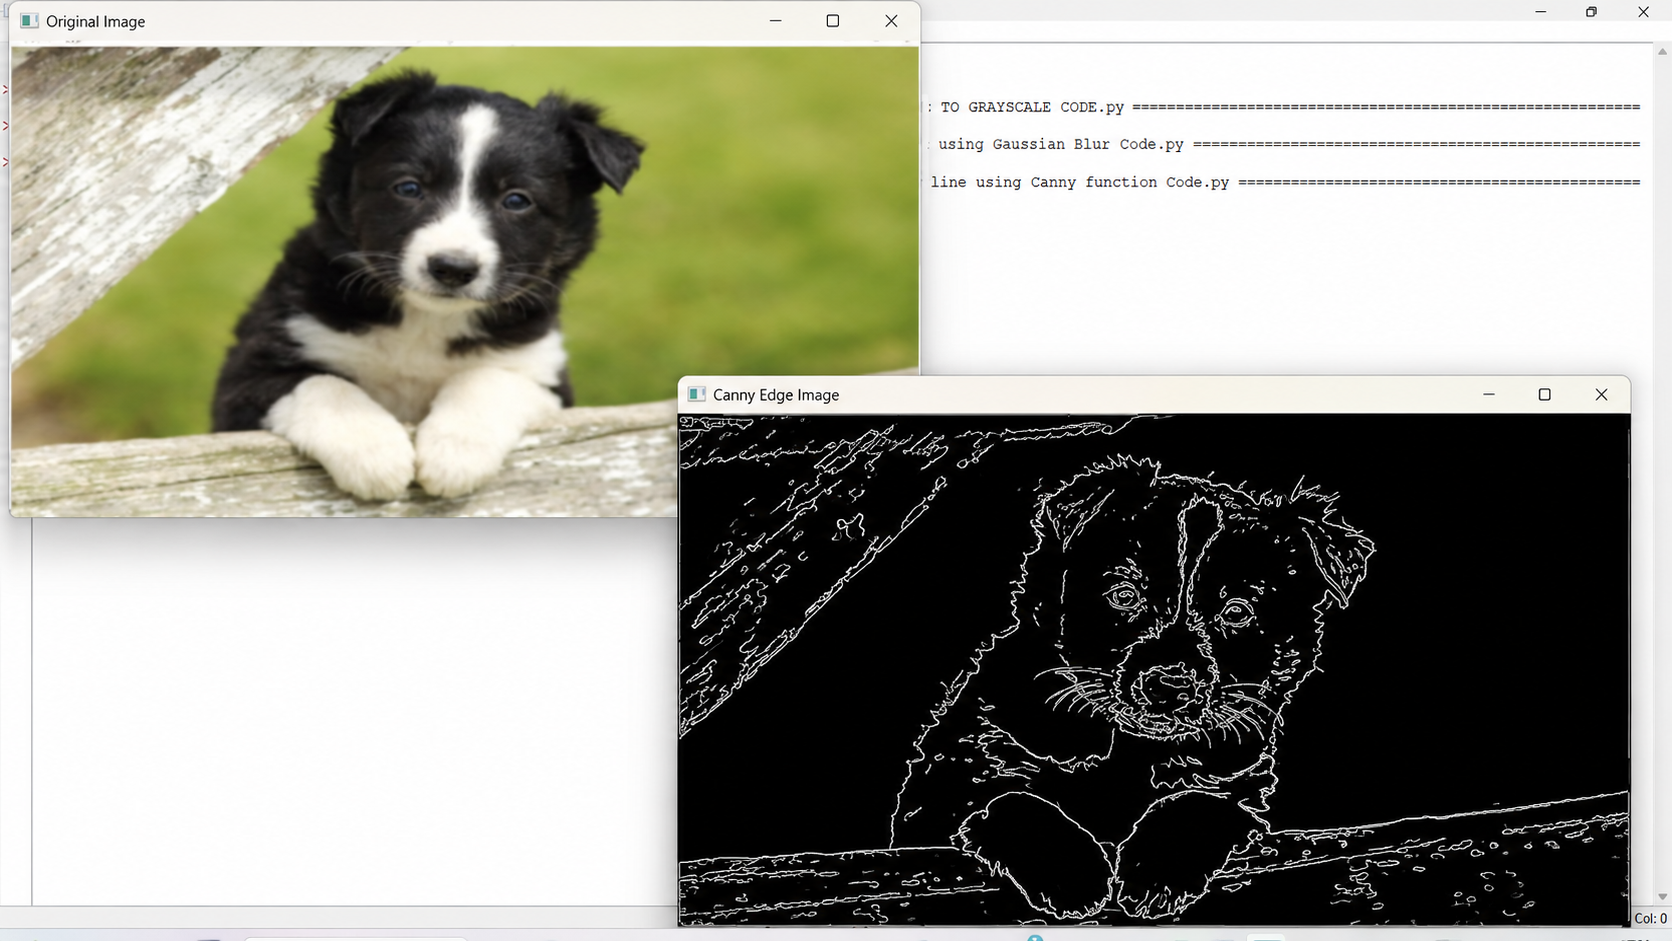 Original Image
: TO GRAYSCALE CODE.py ========================================================
using Gaussian Blur Code.py =================================================
line using Canny function Code.py ============================================
Canny Edge Image
Col: 0